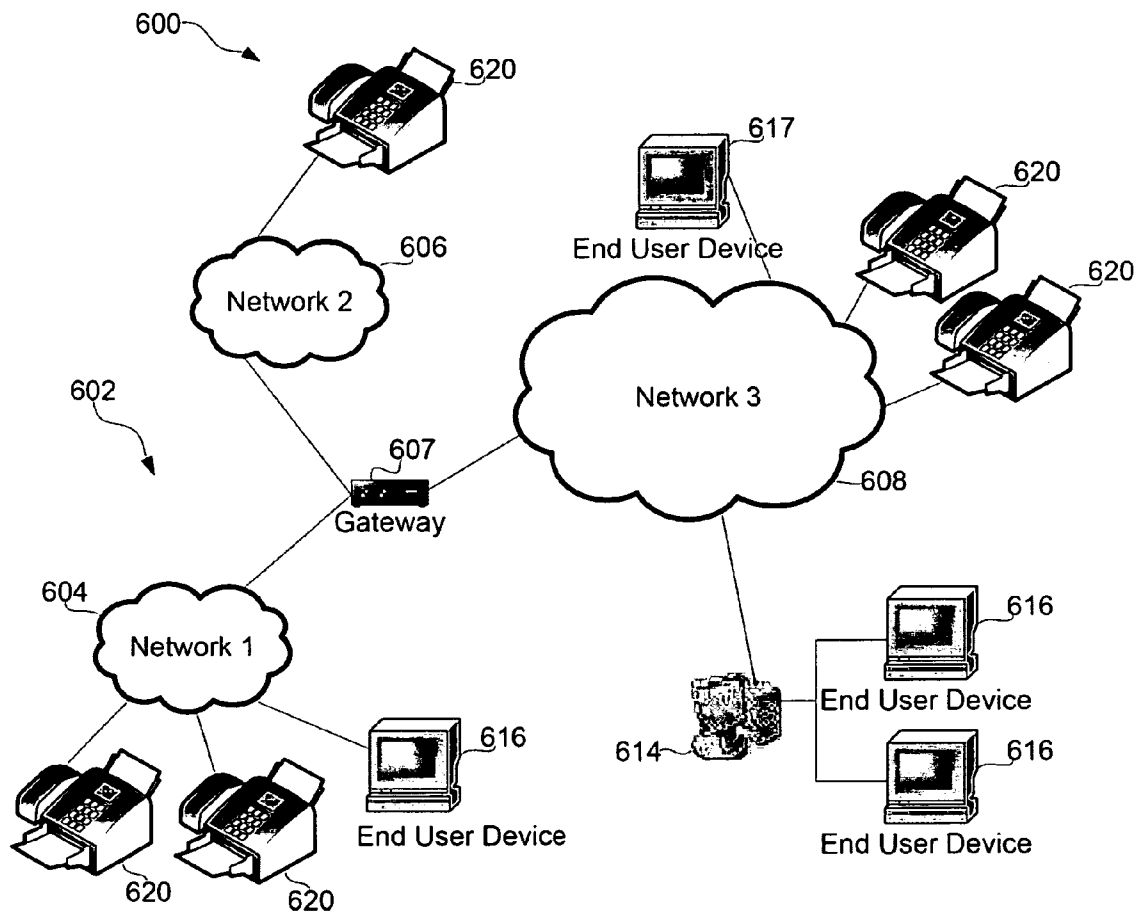 600
620
617
End User Device
620
620
606
Network 2
Network 3
602
607
Gateway
608
604
Network 1
616
End User Device
616
End User Device
614
616
End User Device
620
620